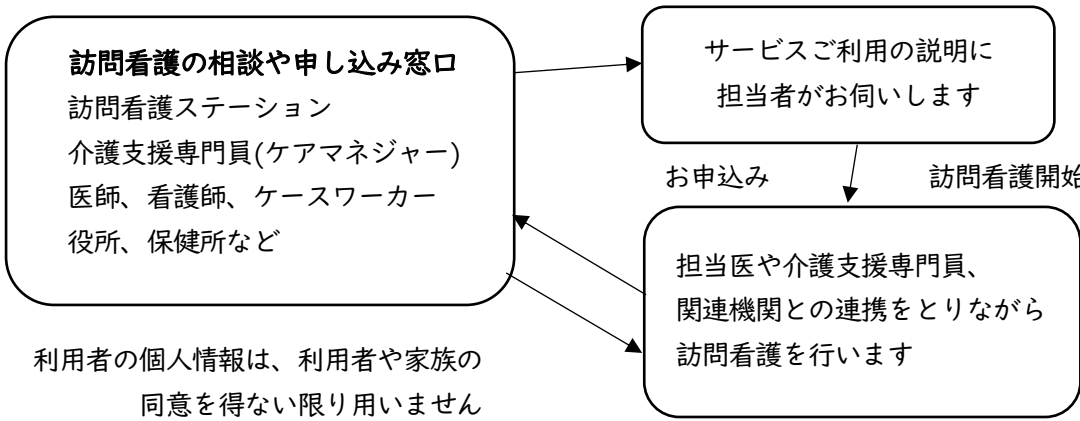 訪問看護の相談や申し込み窓口
訪問看護ステーション
介護支援専門員(ケアマネジャー)
医師、看護師、ケースワーカー
役所、保健所など
サービスご利用の説明に
担当者がお伺いします
お申込み
訪問看護開始
担当医や介護支援専門員、
関連機関との連携をとりながら
訪問看護を行います
利用者の個人情報は、利用者や家族の
同意を得ない限り用いません